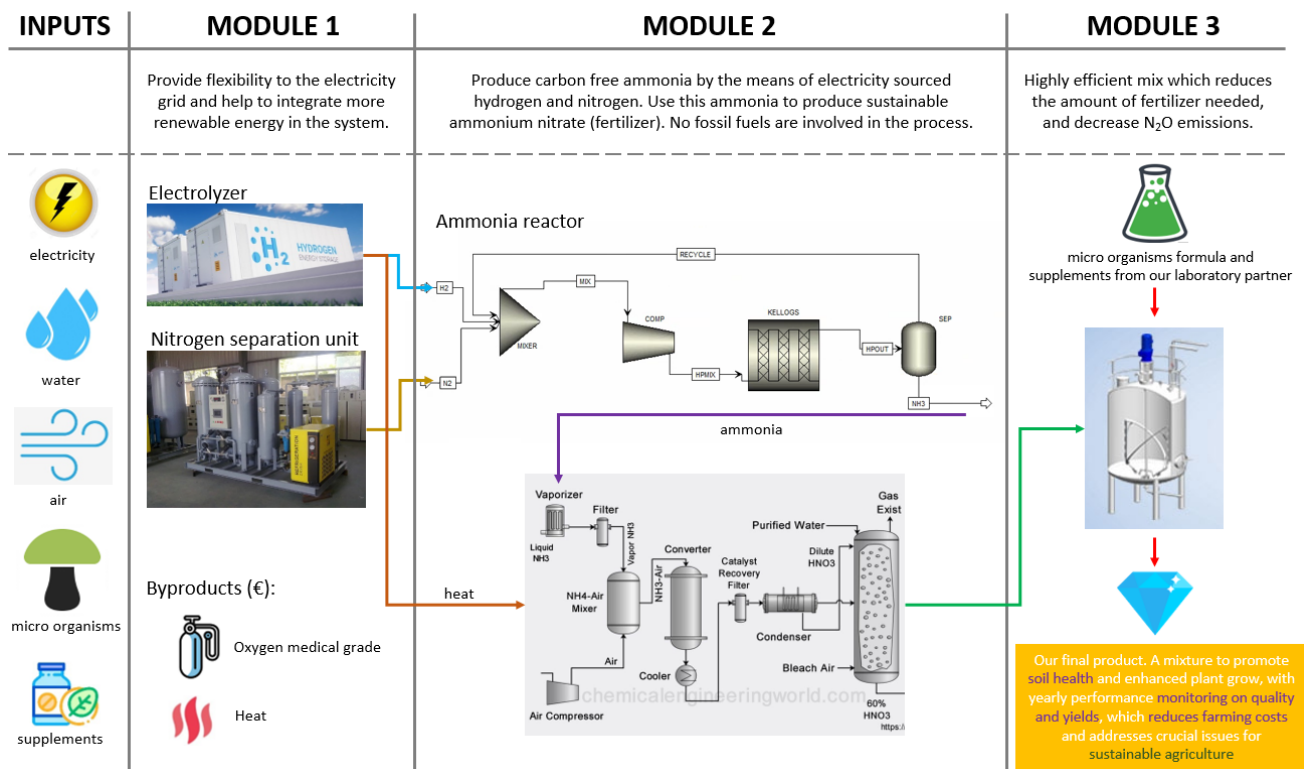 INPUTS
MODULE 1
MODULE 2
MODULE 3
Provide flexibility to the electricity
grid and help to integrate more
renewable energy in the system.
Produce carbon free ammonia by the means of electricity sourced
hydrogen and nitrogen. Use this ammonia to produce sustainable
ammonium nitrate (fertilizer). No fossil fuels are involved in the process.
Highly efficient mix which reduces
the amount of fertilizer needed,
and decrease N₂O emissions.
electricity
water
air
micro organisms
supplements
Electrolyzer
H2
HYDROGEN
ENERGY STORAGE
Nitrogen separation unit
Byproducts (€):
Oxygen medical grade
Heat
Ammonia reactor
RECYCLE
H2
MIX
MIXER
COMP
KELLOGS
SEP
HPOUT
HPMIX
N2
NH3
ammonia
heat
Vaporizer
Filter
Liquid
NH3
Vapor NH3
Converter
NH4-Air
Mixer
NH3-Air
Air
Air Compressor
Cooler
Catalyst
Recovery
Filter
Condenser
Purified Water
Gas
Exist
Dilute
HNO3
Bleach Air
60%
HNO3
chemicalengineeringworld.com
https:/
micro organisms formula and
supplements from our laboratory partner
Our final product. A mixture to promote
soil health and enhanced plant grow, with
yearly performance monitoring on quality
and yields, which reduces farming costs
and addresses crucial issues for
sustainable agriculture